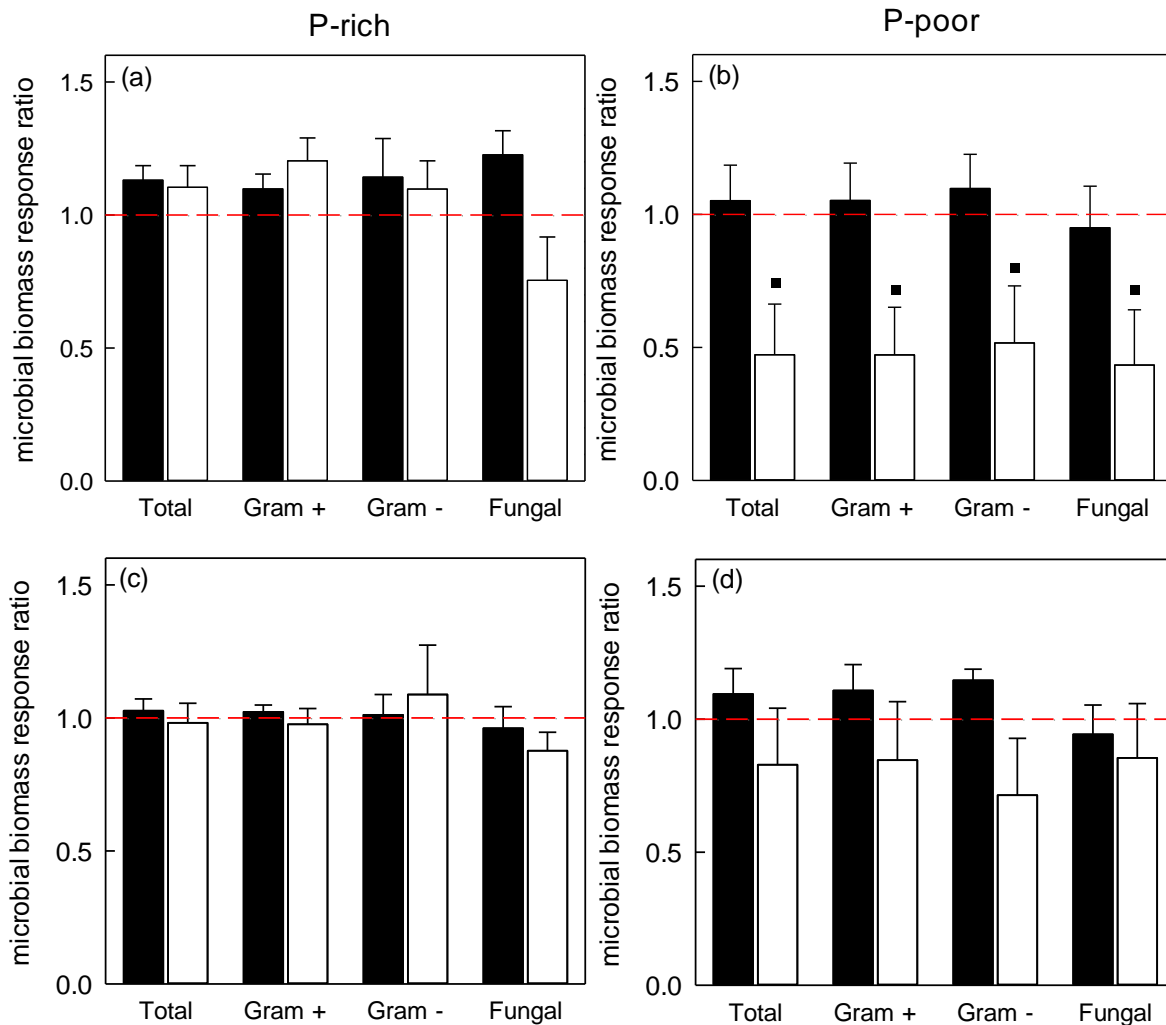 P-rich
P-poor
microbial biomass response ratio
(a)
1.5
1.0
0.5
0.0
Total Gram + Gram - Fungal
microbial biomass response ratio
(b)
1.5
1.0
0.5
0.0
Total Gram + Gram - Fungal
microbial biomass response ratio
(c)
1.5
1.0
0.5
0.0
Total Gram + Gram - Fungal
microbial biomass response ratio
(d)
1.5
1.0
0.5
0.0
Total Gram + Gram - Fungal